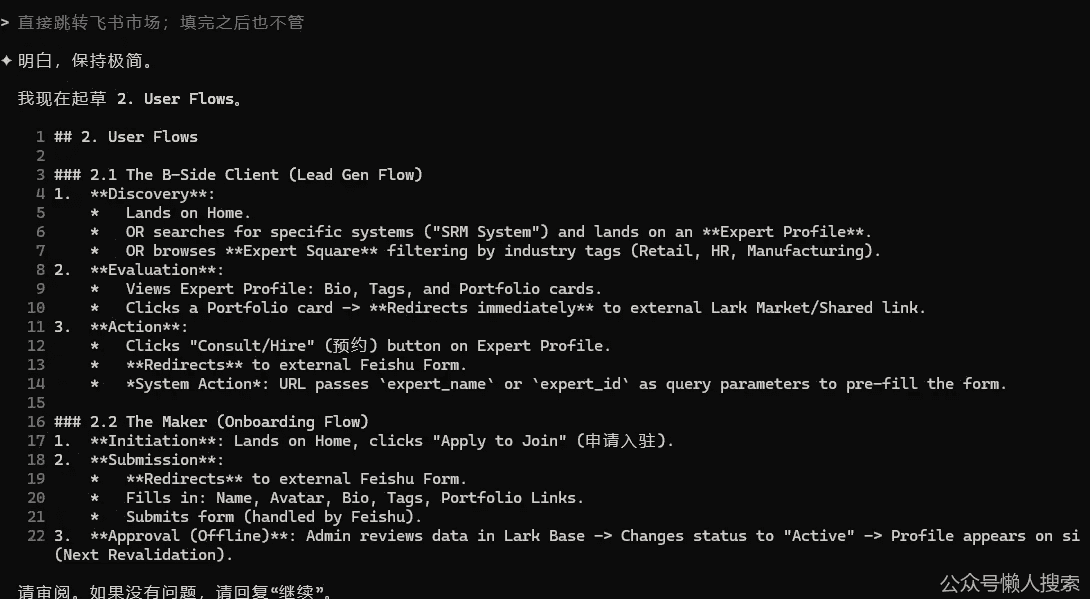 > 直接跳转飞书市场；填完之后也不管
✦ 明白，保持极简。
我现在起草 2. User Flows。
1 ## 2. User Flows
2
3 ### 2.1 The B-Side Client (Lead Gen Flow)
4 1.  **Discovery**:
5     *   Lands on Home.
6     *   OR searches for specific systems ("SRM System") and lands on an **Expert Profile**.
7     *   OR browses **Expert Square** filtering by industry tags (Retail, HR, Manufacturing).
8 2.  **Evaluation**:
9     *   Views Expert Profile: Bio, Tags, and Portfolio cards.
10     *   Clicks a Portfolio card -> **Redirects immediately** to external Lark Market/Shared link.
11 3.  **Action**:
12     *   Clicks "Consult/Hire" (预约) button on Expert Profile.
13     *   **Redirects** to external Feishu Form.
14     *   *System Action*: URL passes `expert_name` or `expert_id` as query parameters to pre-fill the form.
15
16 ### 2.2 The Maker (Onboarding Flow)
17 1.  **Initiation**: Lands on Home, clicks "Apply to Join" (申请入驻).
18 2.  **Submission**:
19     *   **Redirects** to external Feishu Form.
20     *   Fills in: Name, Avatar, Bio, Tags, Portfolio Links.
21     *   Submits form (handled by Feishu).
22 3.  **Approval (Offline)**: Admin reviews data in Lark Base -> Changes status to "Active" -> Profile appears on si
(Next Revalidation).
请审阅。如果没有问题，请回复“继续”。
公众号懒人搜索